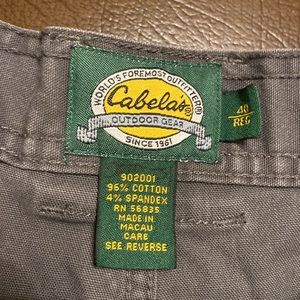 WORLD'S FOREMOST OUTFITTER®
Cabela's®
OUTDOOR GEAR
SINCE 1961
40
REG
902001
96% COTTON
4% SPANDEX
RN 56835
MADE IN
MACAU
CARE
SEE REVERSE